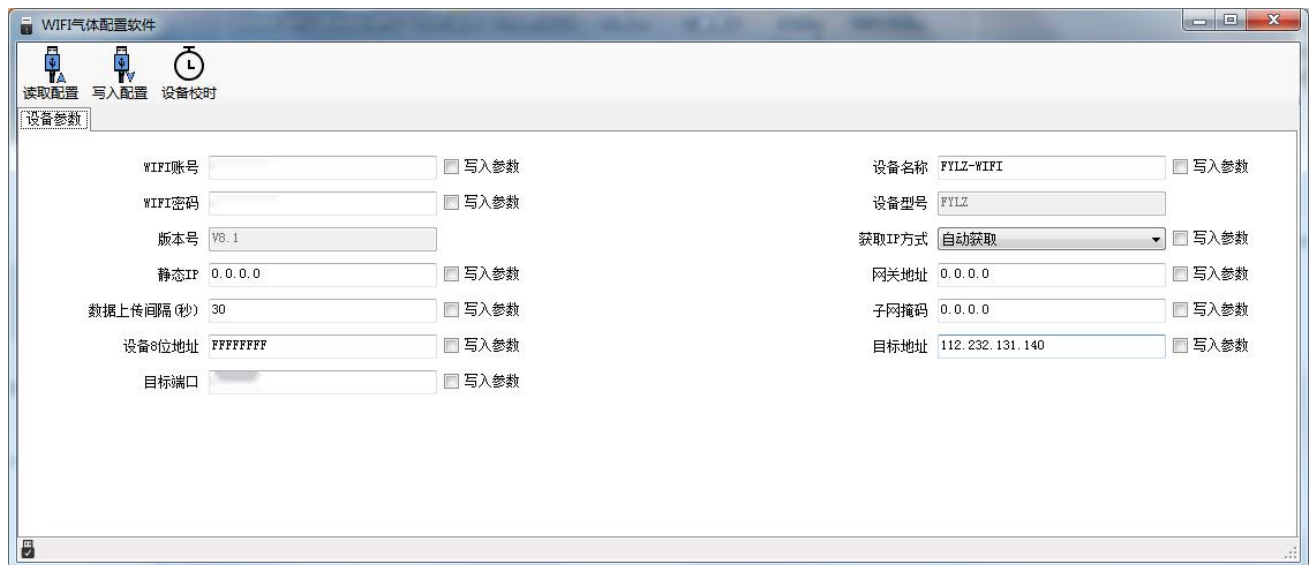 WIFI气体配置软件
读取配置 写入配置 设备校时
设备参数
WIFI账号 写入参数 设备名称 FYLZ-WIFI 写入参数
WIFI密码 写入参数 设备型号 FYLZ
版本号 V8.1 获取IP方式 自动获取 写入参数
静态IP 0.0.0.0 写入参数 网关地址 0.0.0.0 写入参数
数据上传间隔(秒) 30 写入参数 子网掩码 0.0.0.0 写入参数
设备8位地址 FFFFFFFF 写入参数 目标地址 112.232.131.140 写入参数
目标端口 写入参数